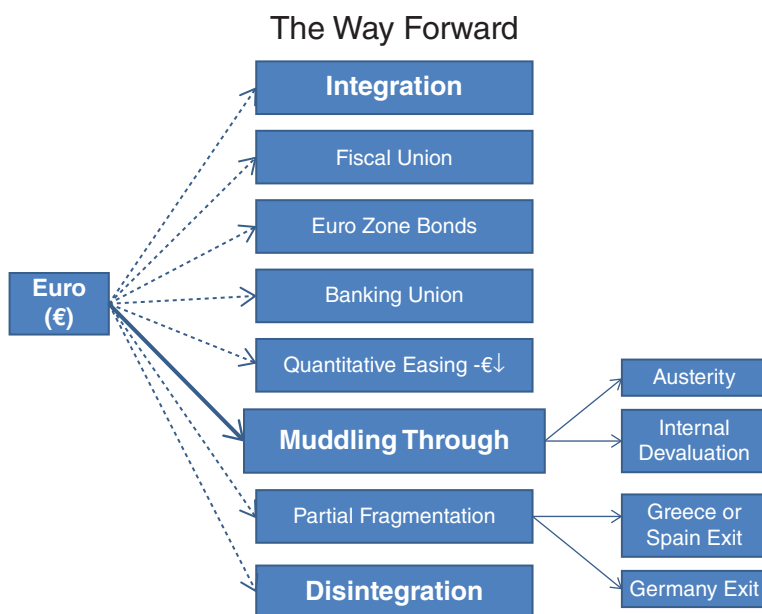 The Way Forward
Integration
Fiscal Union
Euro Zone Bonds
Euro
(€)
Banking Union
Quantitative Easing -€↓
Muddling Through
Austerity
Internal
Devaluation
Partial Fragmentation
Greece or
Spain Exit
Disintegration
Germany Exit